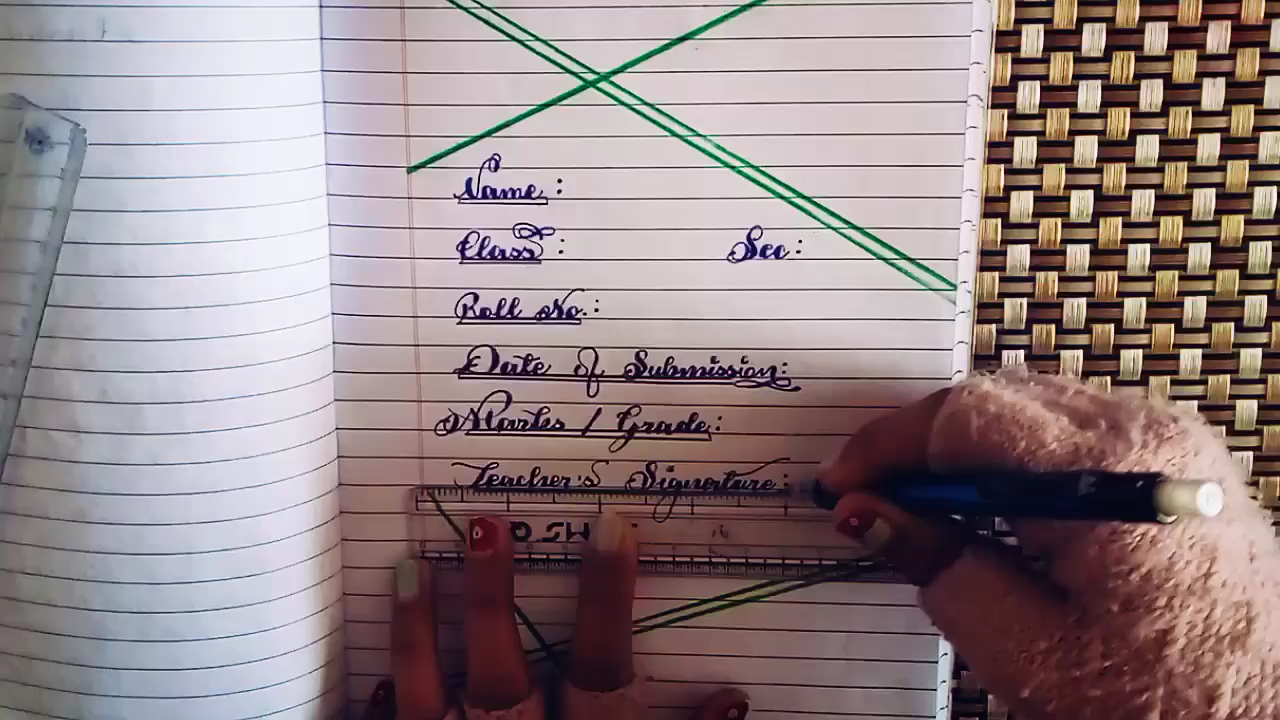 Name :
Class : Sec :
Roll No. :
Date of Submission :
Marks / Grade :
Teacher's Signature :